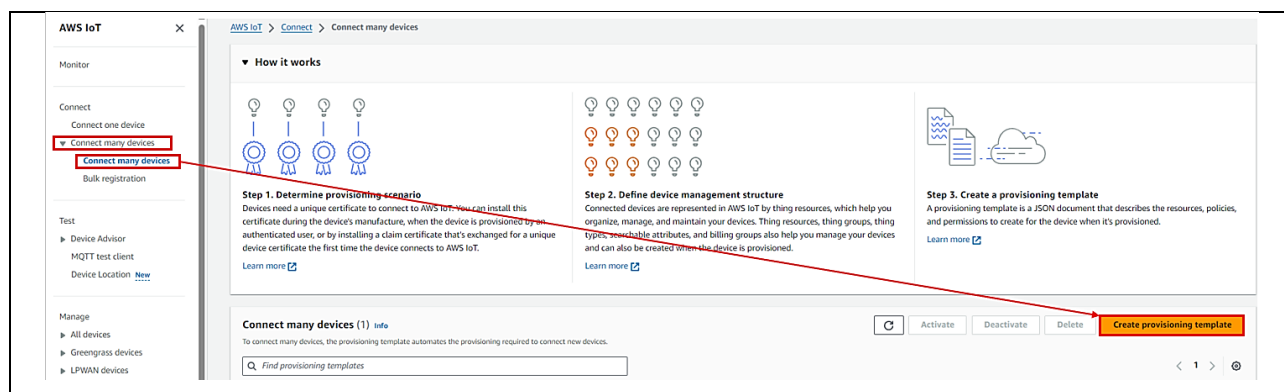 AWS IoT
Monitor
Connect
Connect one device
Connect many devices
Connect many devices
Bulk registration
Test
Device Advisor
MQTT test client
Device Location New
Manage
All devices
Greengrass devices
LPWAN devices
AWS IoT > Connect > Connect many devices
How it works
Step 1. Determine provisioning scenario
Devices need a unique certificate to connect to AWS IoT. You can install this
certificate during the device's manufacture, when the device is provisioned by an
authenticated user, or by installing a claim certificate that's exchanged for a unique
device certificate the first time the device connects to AWS IoT.
Learn more
Step 2. Define device management structure
Connected devices are represented in AWS IoT by thing resources, which help you
organize, manage, and maintain your devices. Thing resources, thing groups, thing
types, searchable attributes, and billing groups also help you manage your devices
and can also be created when the device is provisioned.
Learn more
Step 3. Create a provisioning template
A provisioning template is a JSON document that describes the resources, policies,
and permissions to create for the device when it's provisioned.
Learn more
Connect many devices (1) Info
To connect many devices, the provisioning template automates the provisioning required to connect new devices.
Activate
Deactivate
Delete
Create provisioning template
Find provisioning templates
< 1 >